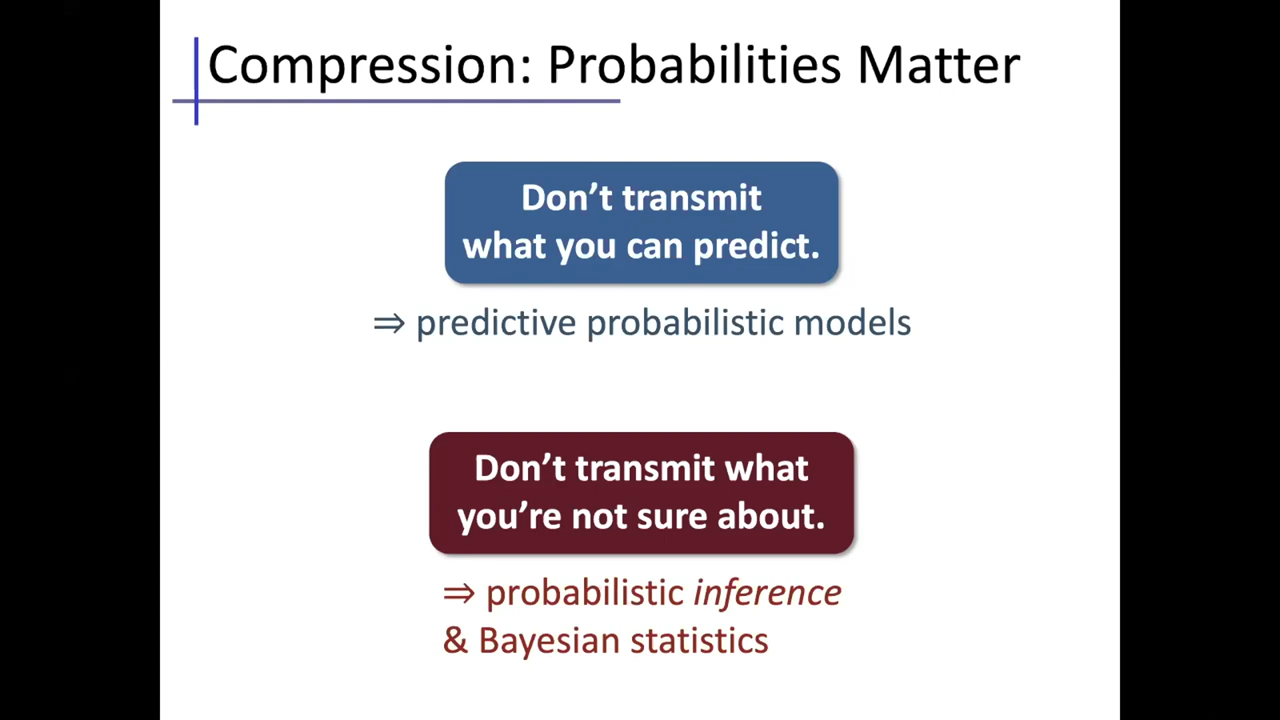 Compression: Probabilities Matter
Don’t transmit
what you can predict.
⇒ predictive probabilistic models
Don’t transmit what
you’re not sure about.
⇒ probabilistic inference
& Bayesian statistics